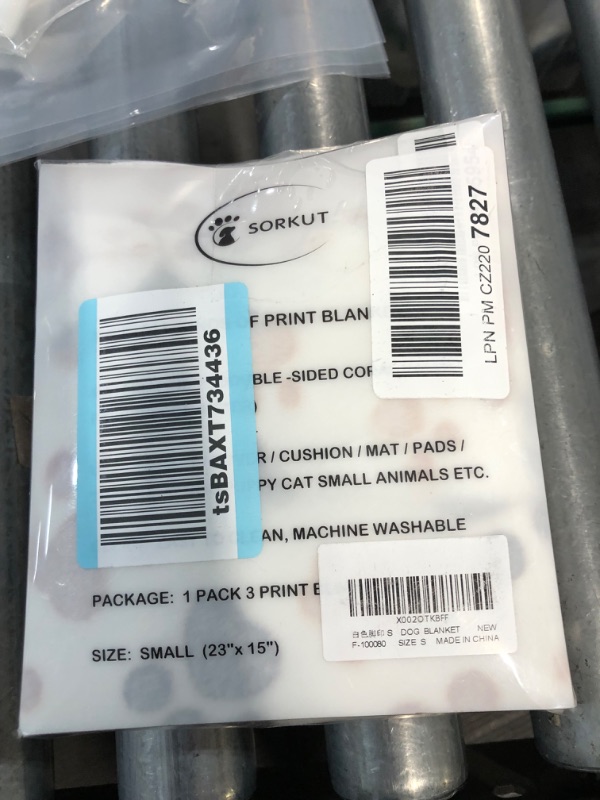 SORKUT
LPN PM CZ220 7827
F PRINT BLAN
tsBAXT734436
BLE -SIDED COR
)
R / CUSHION / MAT / PADS /
PY CAT SMALL ANIMALS ETC.
AN, MACHINE WASHABLE
PACKAGE: 1 PACK 3 PRINT B
X002OTKBFF
白色脚印 S DOG BLANKET NEW
F-100080 SIZE S MADE IN CHINA
SIZE: SMALL (23"x 15")